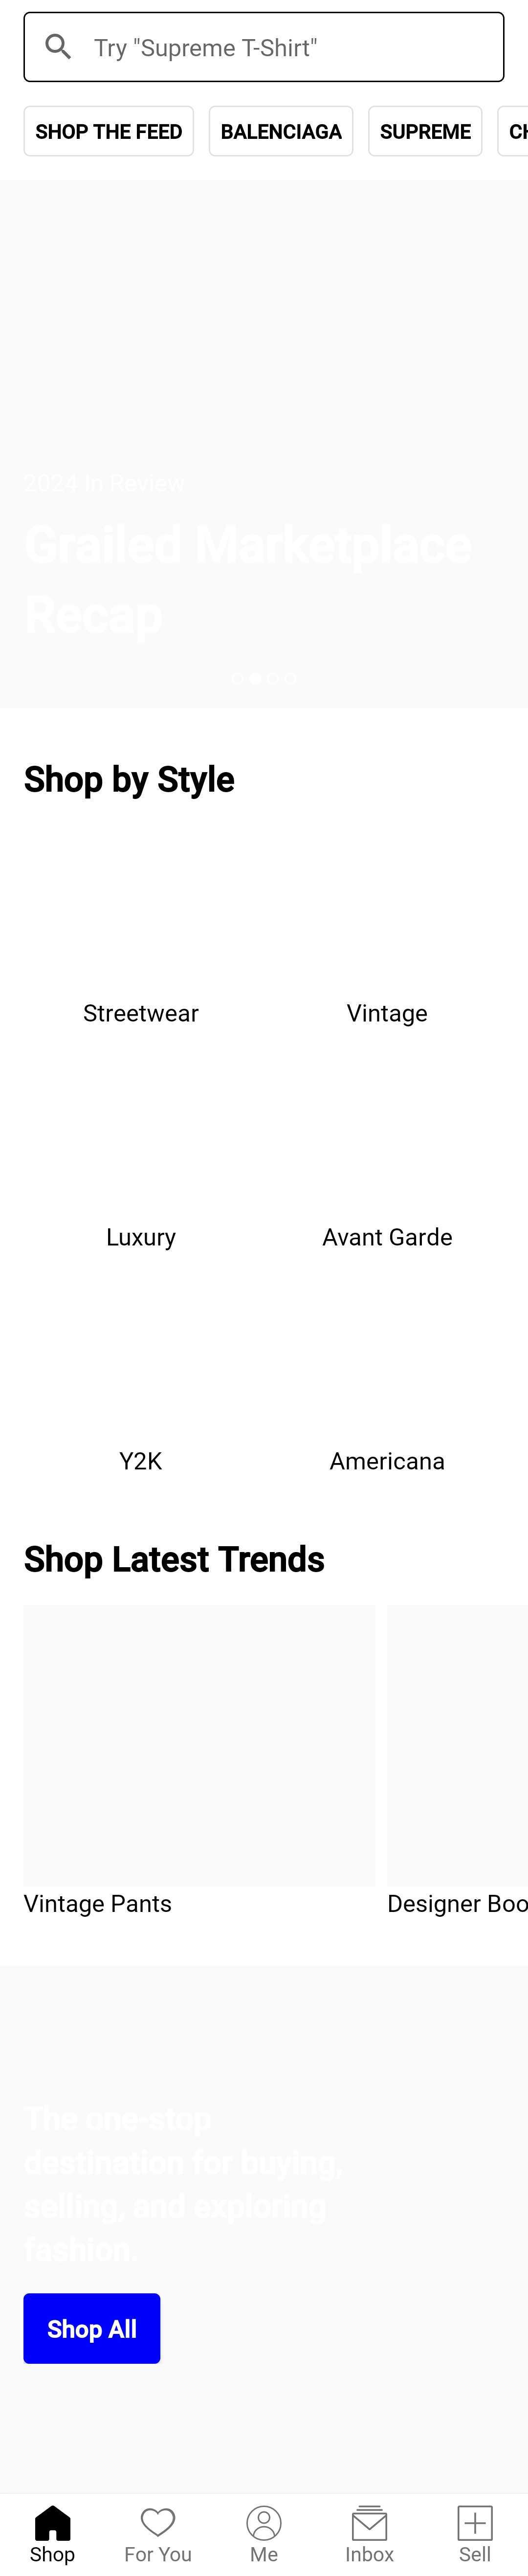 Try "Supreme T-Shirt"
SHOP THE FEED BALENCIAGA SUPREME CH
2024 In Review
Grailed Marketplace
Recap
Shop by Style
Streetwear Vintage
Luxury Avant Garde
Y2K Americana
Shop Latest Trends
Vintage Pants Designer Boo
The one-stop
destination for buying,
selling, and exploring
fashion.
Shop All
Shop For You Me Inbox Sell